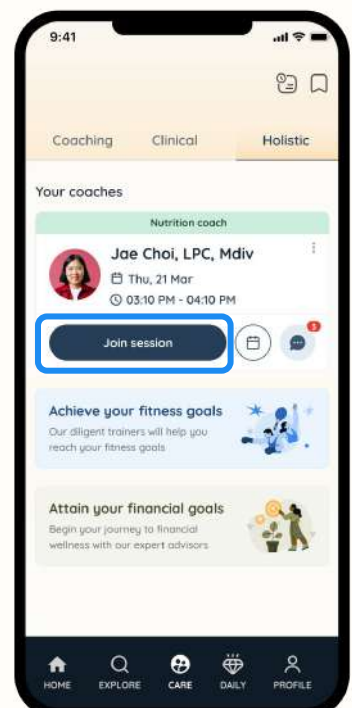 9:41
Coaching Clinical Holistic
Your coaches
Nutrition coach
Jae Choi, LPC, Mdiv
Thu, 21 Mar
03:10 PM - 04:10 PM
Join session
3
Achieve your fitness goals
Our diligent trainers will help you
reach your fitness goals
Attain your financial goals
Begin your journey to financial
wellness with our expert advisors
HOME EXPLORE CARE DAILY PROFILE